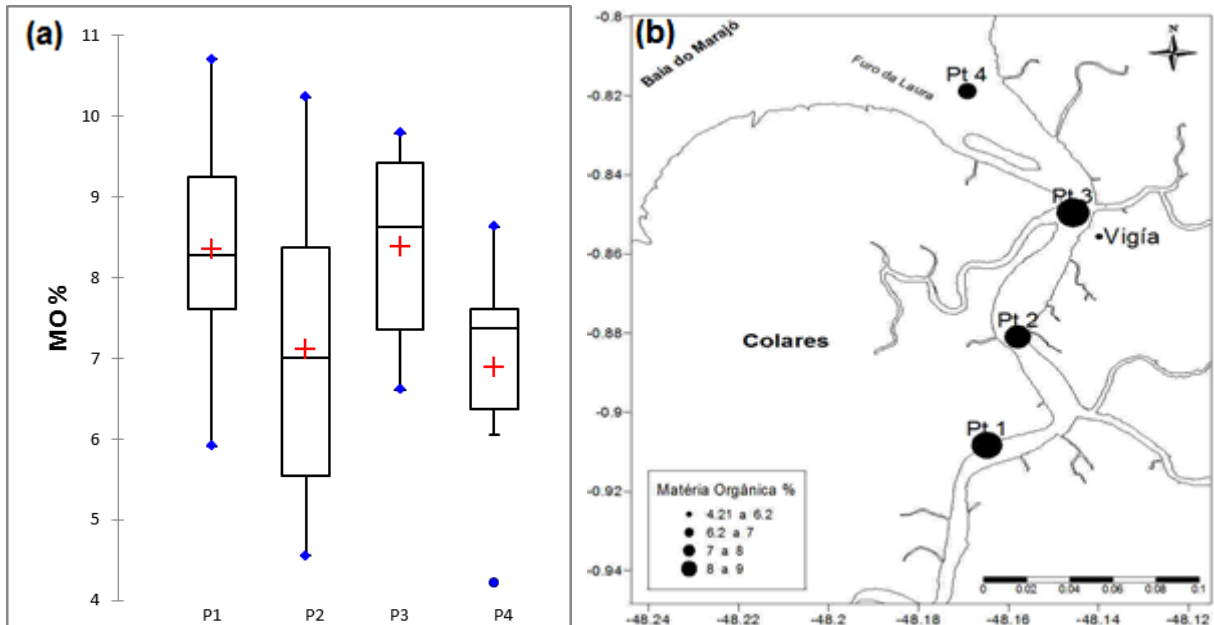 (a)
MO %
11
10
9
8
7
6
5
4
P1 P2 P3 P4
(b)
Baia do Marajó
Furo da Laura
Pt 4
Pt 3
Vigía
Pt 2
Colares
Pt 1
Matéria Orgânica %
4.21 a 6.2
6.2 a 7
7 a 8
8 a 9
-0.8
-0.82
-0.84
-0.86
-0.88
-0.9
-0.92
-0.94
0 0.02 0.04 0.06 0.08 0.1
-48.24 -48.22 -48.2 -48.18 -48.16 -48.14 -48.12